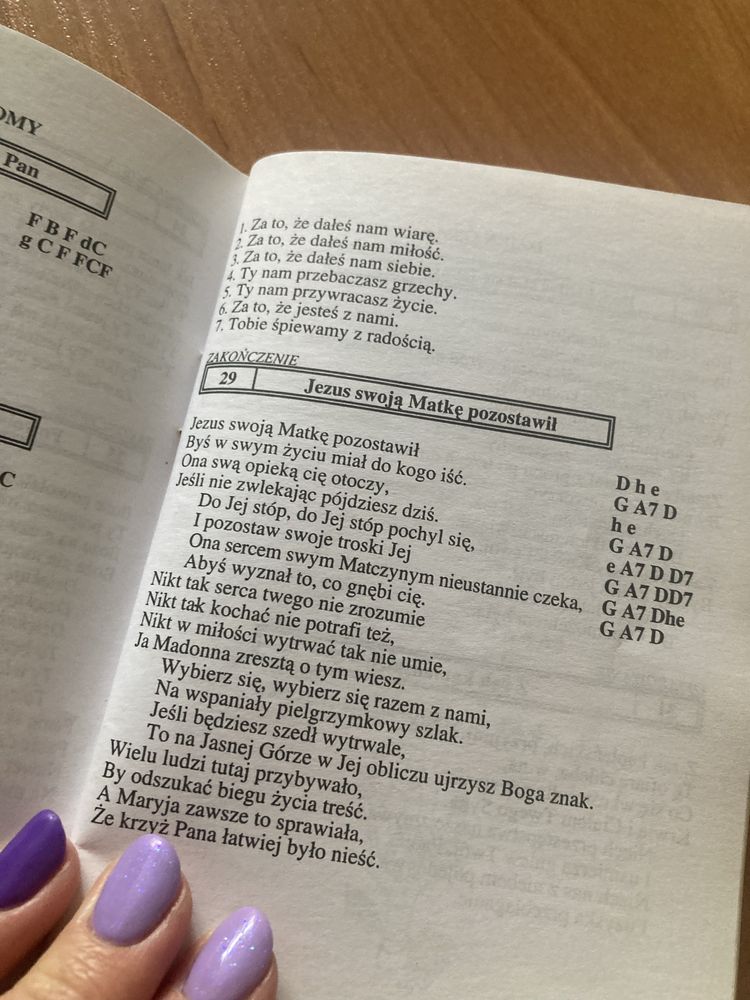 OMY
Pan
F B F dC
g C F FCF
C
1. Za to, że dałeś nam wiarę.
2. Za to, że dałeś nam miłość.
3. Za to, że dałeś nam siebie.
4. Ty nam przebaczasz grzechy.
5. Ty nam przywracasz życie.
6. Za to, że jesteś z nami.
7. Tobie śpiewamy z radością.
ZAKOŃCZENIE
29 Jezus swoją Matkę pozostawił
Jezus swoją Matkę pozostawił D h e
Byś w swym życiu miał do kogo iść. G A7 D
Ona swą opieką cię otoczy, h e
Jeśli nie zwlekając pójdziesz dziś. G A7 D
Do Jej stóp, do Jej stóp pochyl się, e A7 D D7
I pozostaw swoje troski Jej G A7 DD7
Ona sercem swym Matczynym nieustannie czeka, G A7 Dhe
Abyś wyznał to, co gnębi cię. G A7 D
Nikt tak serca twego nie zrozumie
Nikt tak kochać nie potrafi też,
Nikt w miłości wytrwać tak nie umie,
Ja Madonna zresztą o tym wiesz.
Wybierz się, wybierz się razem z nami,
Na wspaniały pielgrzymkowy szlak.
Jeśli będziesz szedł wytrwale,
To na Jasnej Górze w Jej obliczu ujrzysz Boga znak.
Wielu ludzi tutaj przybywało,
By odszukać biegu życia treść.
A Maryja zawsze to sprawiała,
Że krzyż Pana łatwiej było nieść.